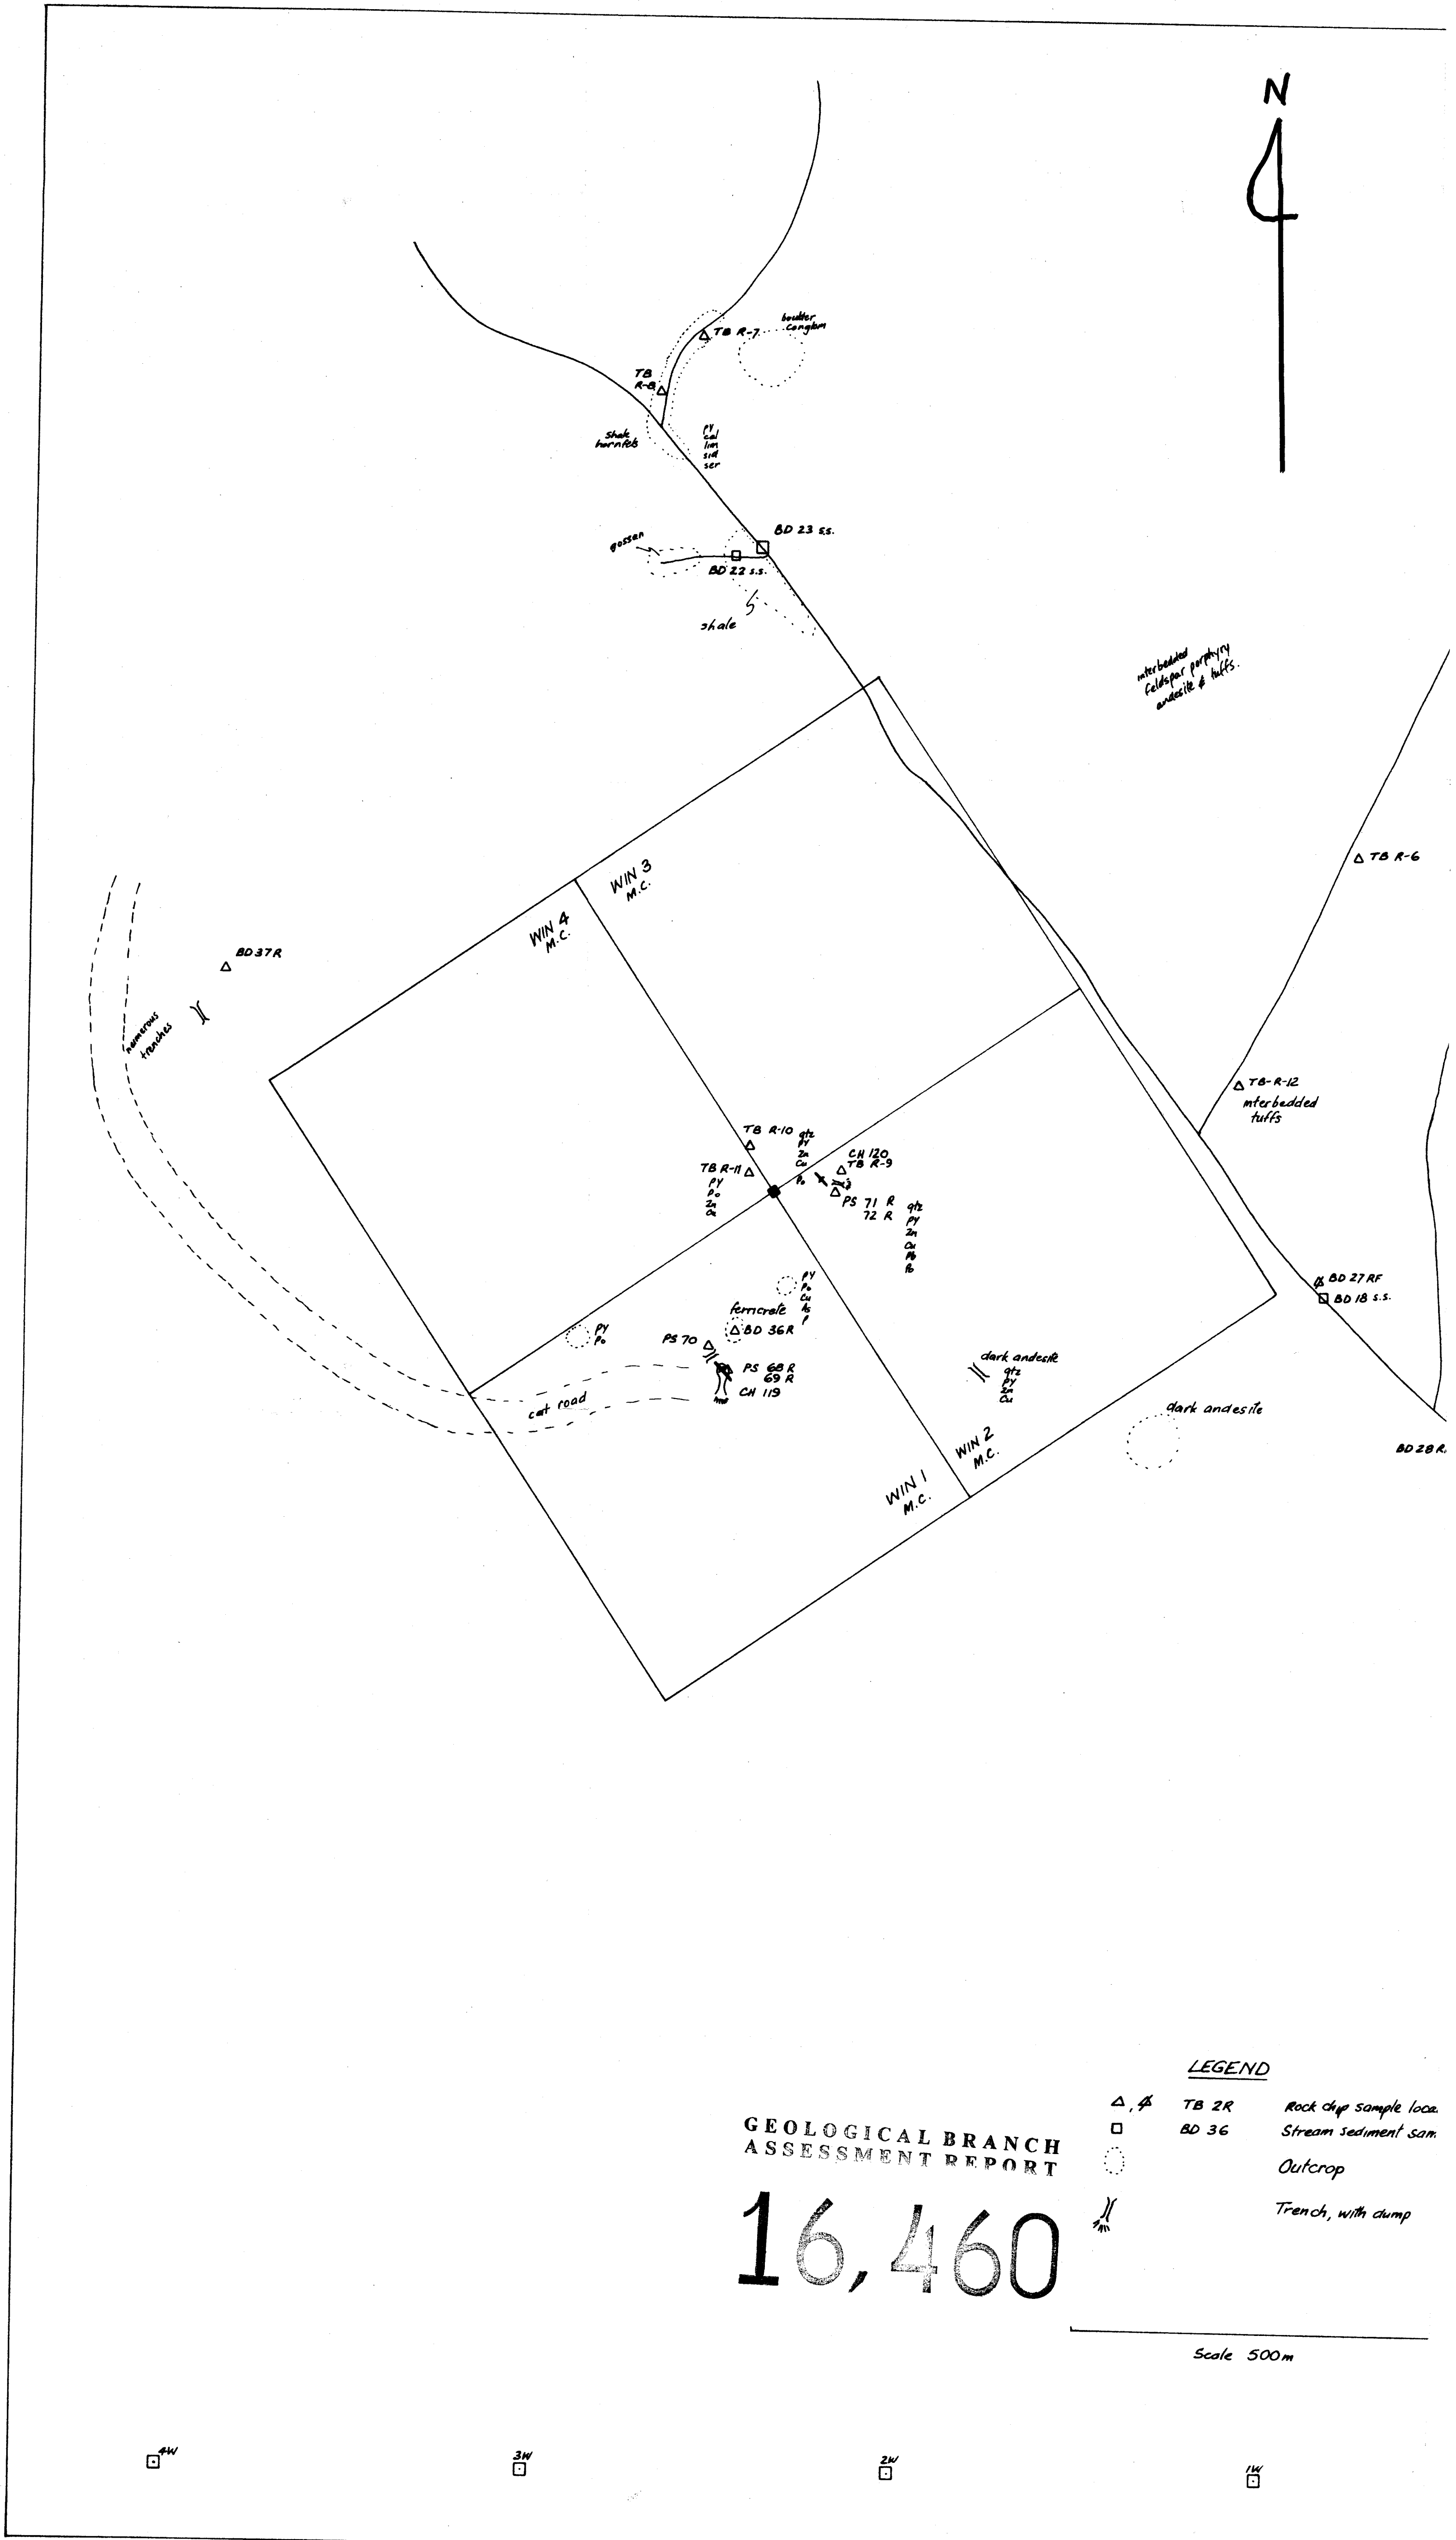 N
boulder
conglom
TB R-7
TB
R-8
shale
hornfels
py
cal
lim
sid
ser
BD 23 s.s.
gossan
BD 22 s.s.
shale
interbedded
feldspar porphyry
andesite & tuffs.
TB R-6
WIN 3
M.C.
WIN 4
M.C.
BD 37 R
numerous
trenches
TB-R-12
interbedded
tuffs
TB R-10
qtz
py
Zn
Cu
Po
CH 120
TB R-9
TB R-11
py
Po
Zn
Cu
PS 71 R
72 R
qtz
py
Zn
Cu
Pb
Po
BD 27 RF
BD 18 s.s.
py
Po
Cu
As
P
ferricrete
BD 36 R
py
Po
PS 70
PS 68 R
69 R
CH 119
cat road
dark andesite
qtz
py
Zn
Cu
dark andesite
BD 28 R.
WIN 2
M.C.
WIN 1
M.C.
LEGEND
TB 2R Rock chip sample loca
BD 36 Stream sediment sam
Outcrop
Trench, with dump
GEOLOGICAL BRANCH
ASSESSMENT REPORT
16,460
Scale 500m
4W
3W
2W
1W